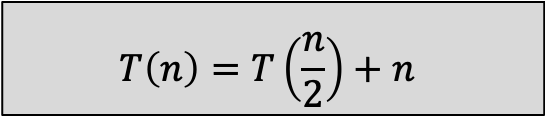 T(n) = T(n/2) + n